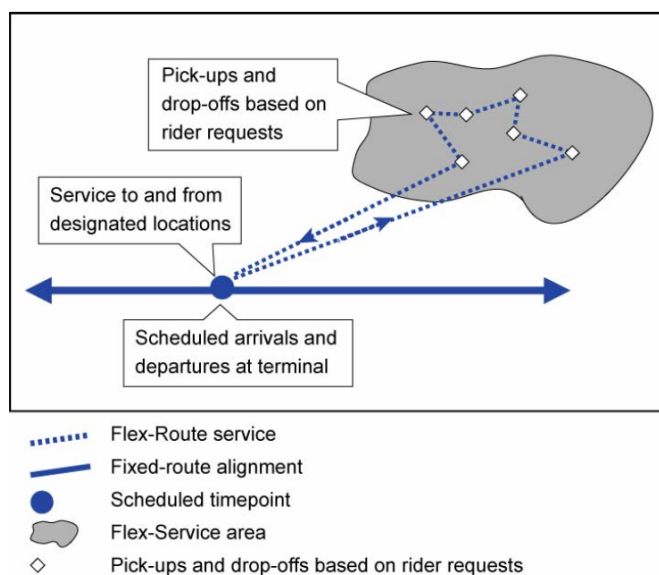 Pick-ups and
drop-offs based on
rider requests
Service to and from
designated locations
Scheduled arrivals and
departures at terminal
Flex-Route service
Fixed-route alignment
Scheduled timepoint
Flex-Service area
Pick-ups and drop-offs based on rider requests